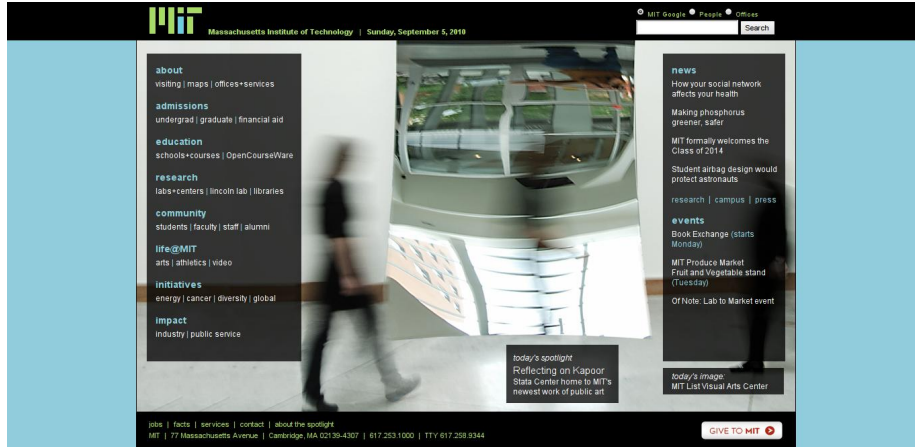 MIT
Massachusetts Institute of Technology | Sunday, September 5, 2010
MIT Google People Offices
Search
about
visiting | maps | offices+services
admissions
undergrad | graduate | financial aid
education
schools+courses | OpenCourseWare
research
labs+centers | lincoln lab | libraries
community
students | faculty | staff | alumni
life@MIT
arts | athletics | video
initiatives
energy | cancer | diversity | global
impact
industry | public service
today's spotlight
Reflecting on Kapoor
Stata Center home to MIT's
newest work of public art
news
How your social network
affects your health
Making phosphorus
greener, safer
MIT formally welcomes the
Class of 2014
Student airbag design would
protect astronauts
research | campus | press
events
Book Exchange (starts
Monday)
MIT Produce Market
Fruit and Vegetable stand
(Tuesday)
Of Note: Lab to Market event
today's image:
MIT List Visual Arts Center
jobs | facts | services | contact | about the spotlight
MIT | 77 Massachusetts Avenue | Cambridge, MA 02139-4307 | 617.253.1000 | TTY 617.258.9344
GIVE TO MIT